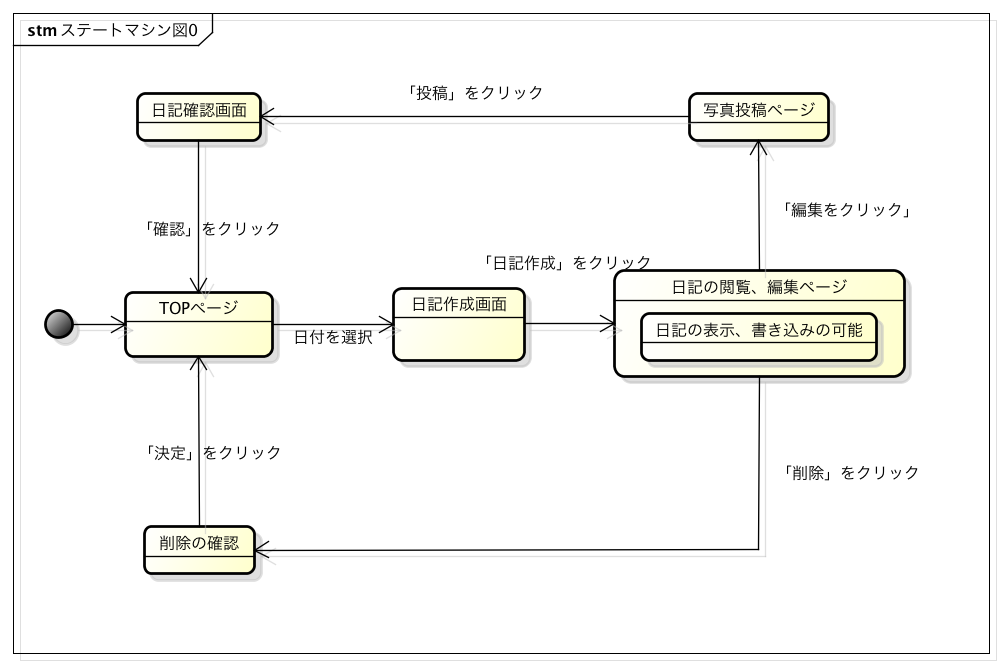 stm ステートマシン図0
「投稿」をクリック
日記確認画面
写真投稿ページ
「編集をクリック」
「確認」をクリック
「日記作成」をクリック
日記の閲覧、編集ページ
TOPページ
日記作成画面
日記の表示、書き込みの可能
日付を選択
「決定」をクリック
「削除」をクリック
削除の確認